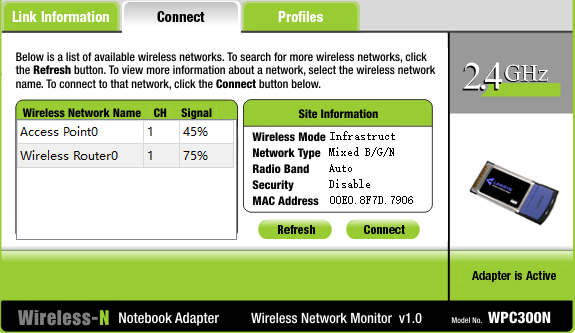 Link Information
Connect
Profiles
Below is a list of available wireless networks. To search for more wireless networks, click
the Refresh button. To view more information about a network, select the wireless network
name. To connect to that network, click the Connect button below.
2.4GHz
Wireless Network Name CH Signal
Access Point0 1 45%
Wireless Router0 1 75%
Site Information
Wireless Mode Infrastruct
Network Type Mixed B/G/N
Radio Band Auto
Security Disable
MAC Address 00E0.8F7D.7906
Refresh
Connect
Adapter is Active
Wireless-N Notebook Adapter Wireless Network Monitor v1.0 Model No. WPC300N